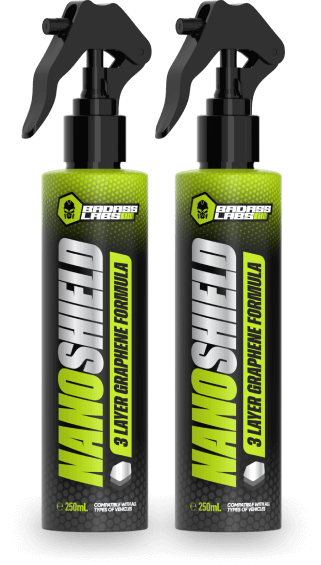 BADASS
LABS
NANOSHIELD
3 LAYER GRAPHENE FORMULA
℮ 250mL
COMPATIBLE WITH ALL
TYPES OF VEHICLES
BADASS
LABS
NANOSHIELD
3 LAYER GRAPHENE FORMULA
℮ 250mL
COMPATIBLE WITH ALL
TYPES OF VEHICLES